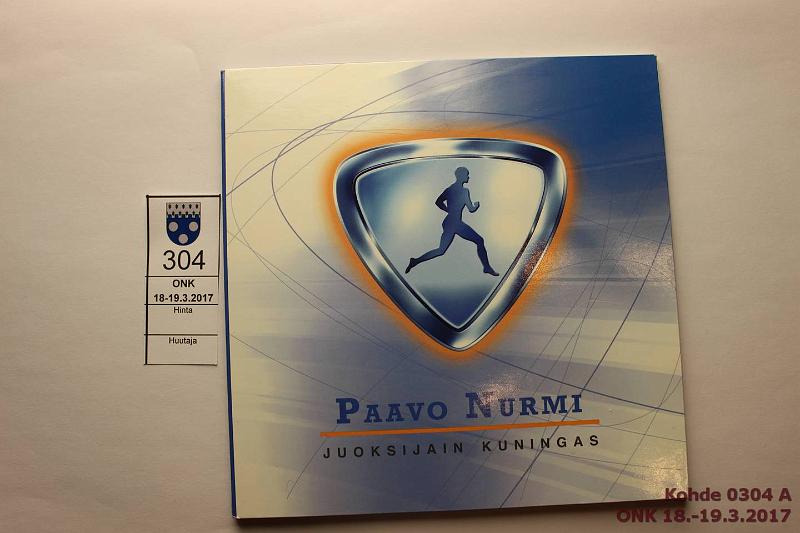 304
ONK
18-19.3.2017
Hinta
Huutaja
PAAVO NURMI
JUOKSIJAIN KUNINGAS
Kohde 0304 A
ONK 18.-19.3.2017